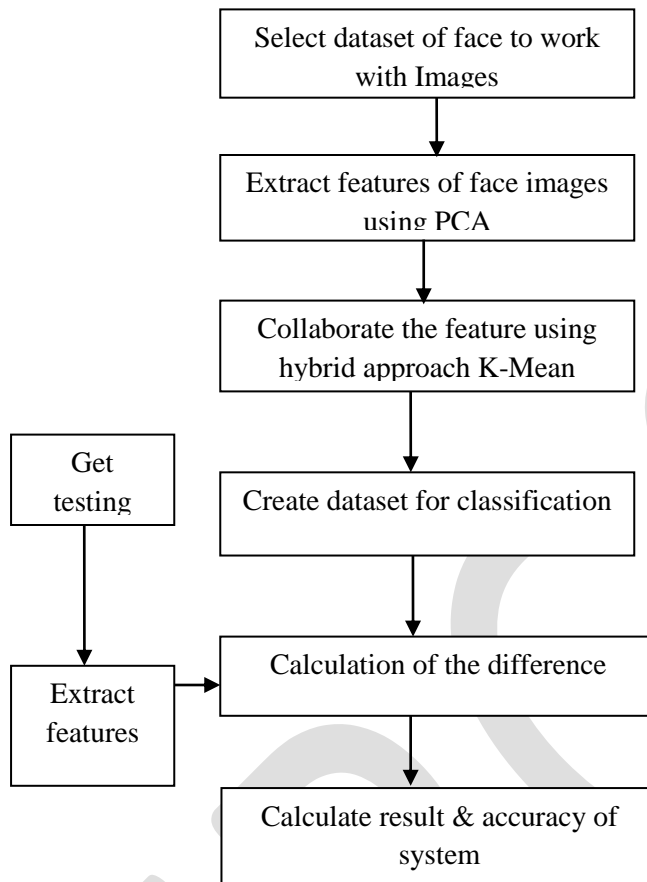 Select dataset of face to work
with Images
Extract features of face images
using PCA
Collaborate the feature using
hybrid approach K-Mean
Get
testing
Create dataset for classification
Extract
features
Calculation of the difference
Calculate result & accuracy of
system